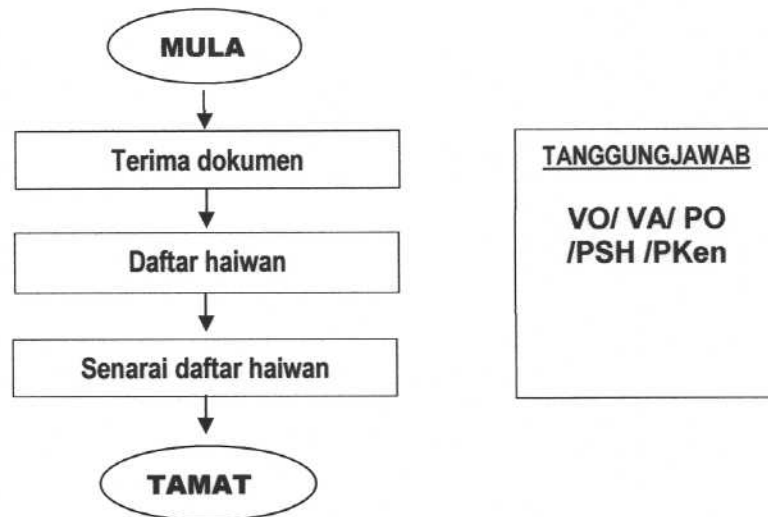 MULA
Terima dokumen
Daftar haiwan
Senarai daftar haiwan
TAMAT
TANGGUNGJAWAB
VO/ VA/ PO
/PSH /PKen